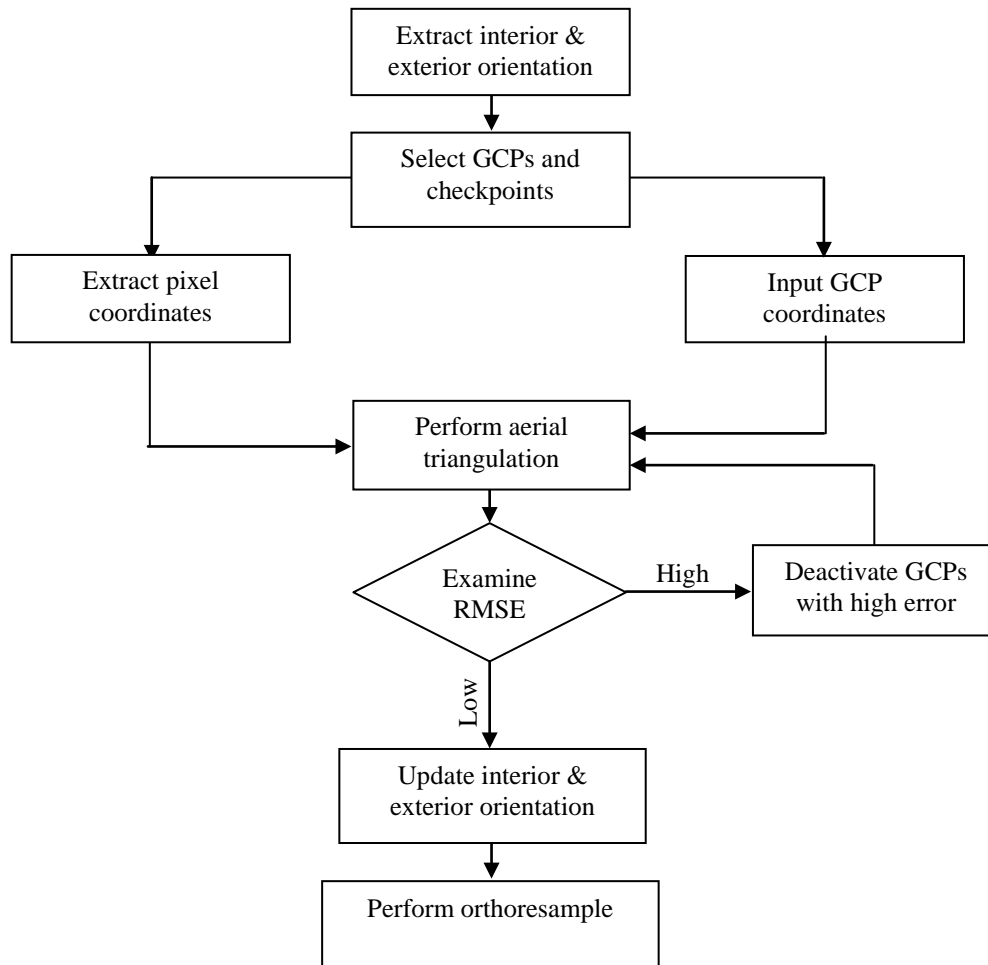 Extract interior &
exterior orientation
Select GCPs and
checkpoints
Extract pixel
coordinates
Input GCP
coordinates
Perform aerial
triangulation
Examine
RMSE
High
Deactivate GCPs
with high error
Low
Update interior &
exterior orientation
Perform orthoresample